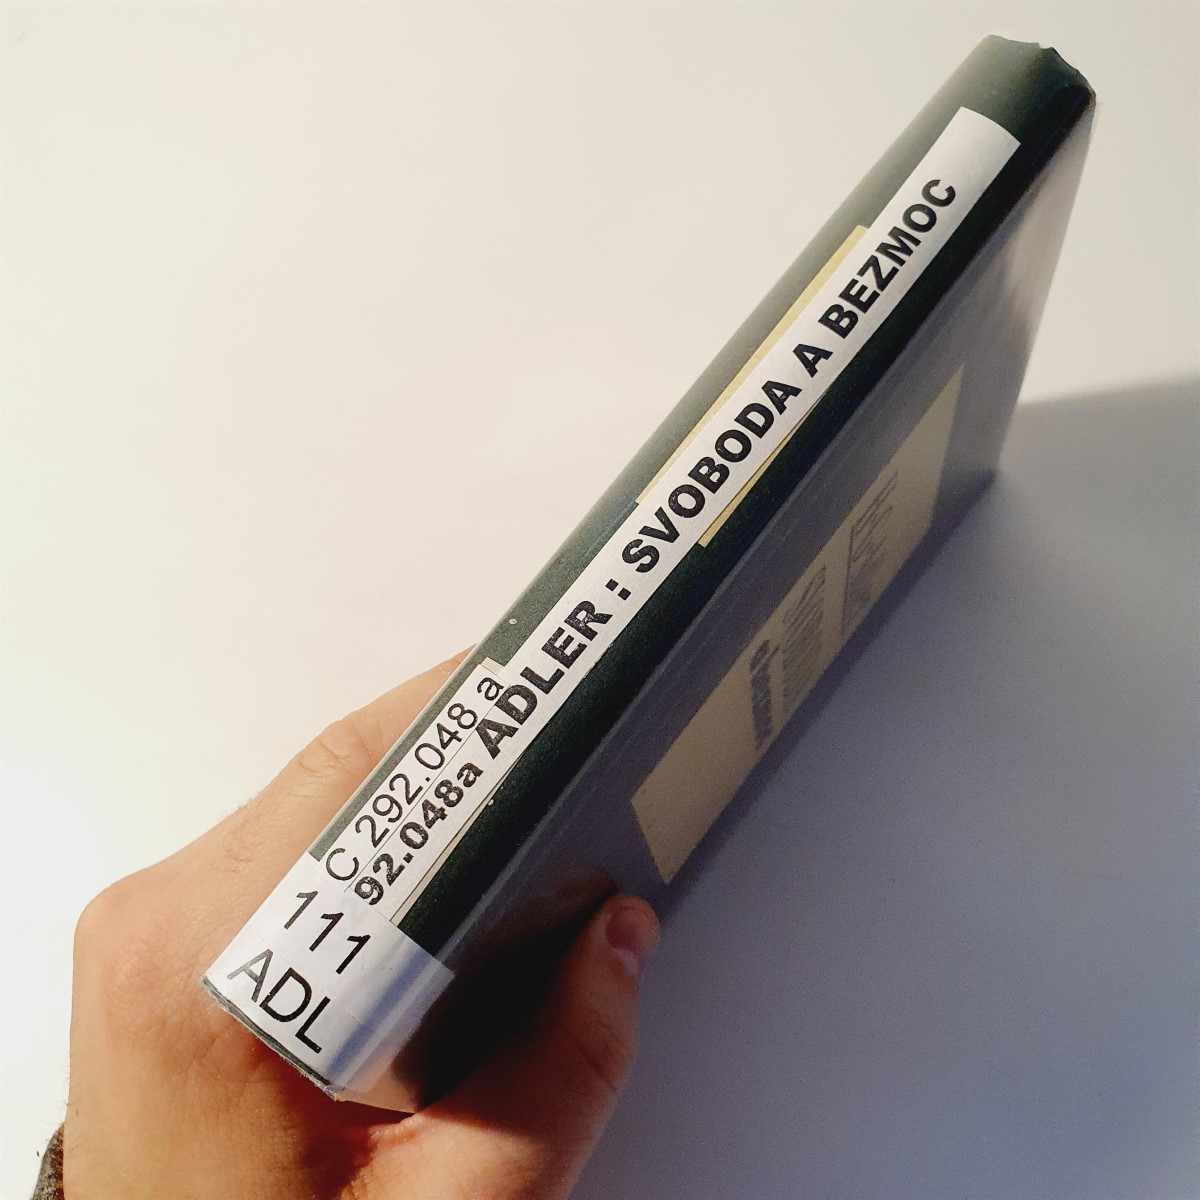 ADLER : SVOBODA A BEZMOC
C 292.048 a
92.048a
111
ADL